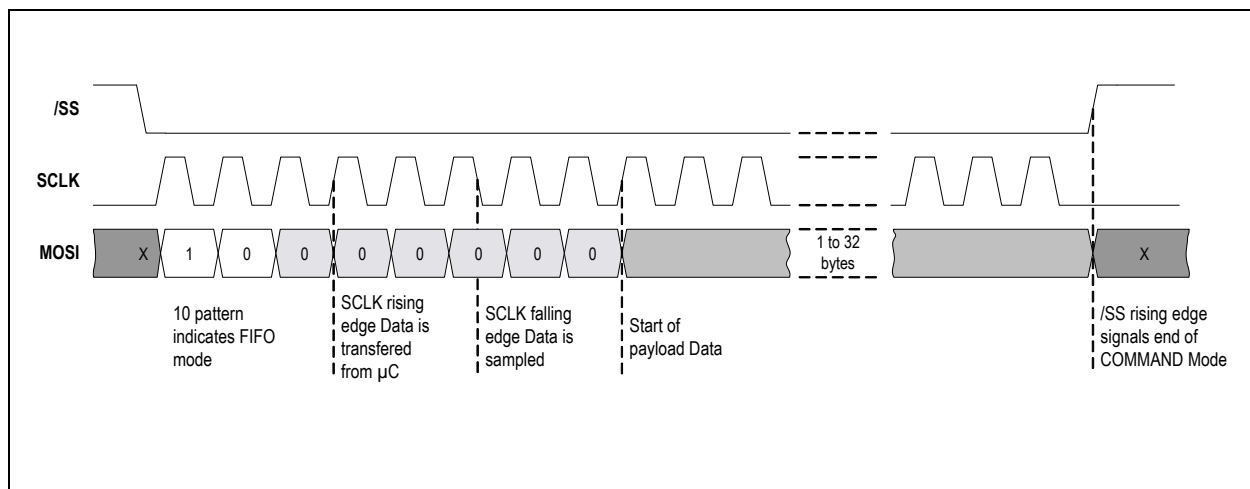 /SS
SCLK
MOSI
X
1
0
0
0
0
0
0
0
1 to 32
bytes
X
10 pattern
indicates FIFO
mode
SCLK rising
edge Data is
transfered
from µC
SCLK falling
edge Data is
sampled
Start of
payload Data
/SS rising edge
signals end of
COMMAND Mode